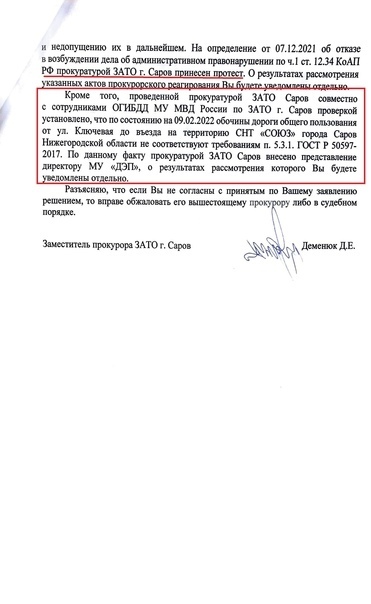 и недопущению их в дальнейшем. На определение от 07.12.2021 об отказе
в возбуждении дела об административном правонарушении по ч.1 ст. 12.34 КоАП
РФ прокуратурой ЗАТО г. Саров принесен протест. О результатах рассмотрения
указанных актов прокурорского реагирования Вы будете уведомлены отдельно.
Кроме того, проведенной прокуратурой ЗАТО Саров совместно
с сотрудниками ОГИБДД МУ МВД России по ЗАТО г. Саров проверкой
установлено, что по состоянию на 09.02.2022 обочины дороги общего пользования
от ул. Ключевая до въезда на территорию СНТ «СОЮЗ» города Саров
Нижегородской области не соответствуют требованиям п. 5.3.1. ГОСТ Р 50597-
2017. По данному факту прокуратурой ЗАТО Саров внесено представление
директору МУ «ДЭП», о результатах рассмотрения которого Вы будете
уведомлены отдельно.
Разъясняю, что если Вы не согласны с принятым по Вашему заявлению
решением, то вправе обжаловать его вышестоящему прокурору либо в судебном
порядке.
Заместитель прокурора ЗАТО г. Саров Деменюк Д.Е.